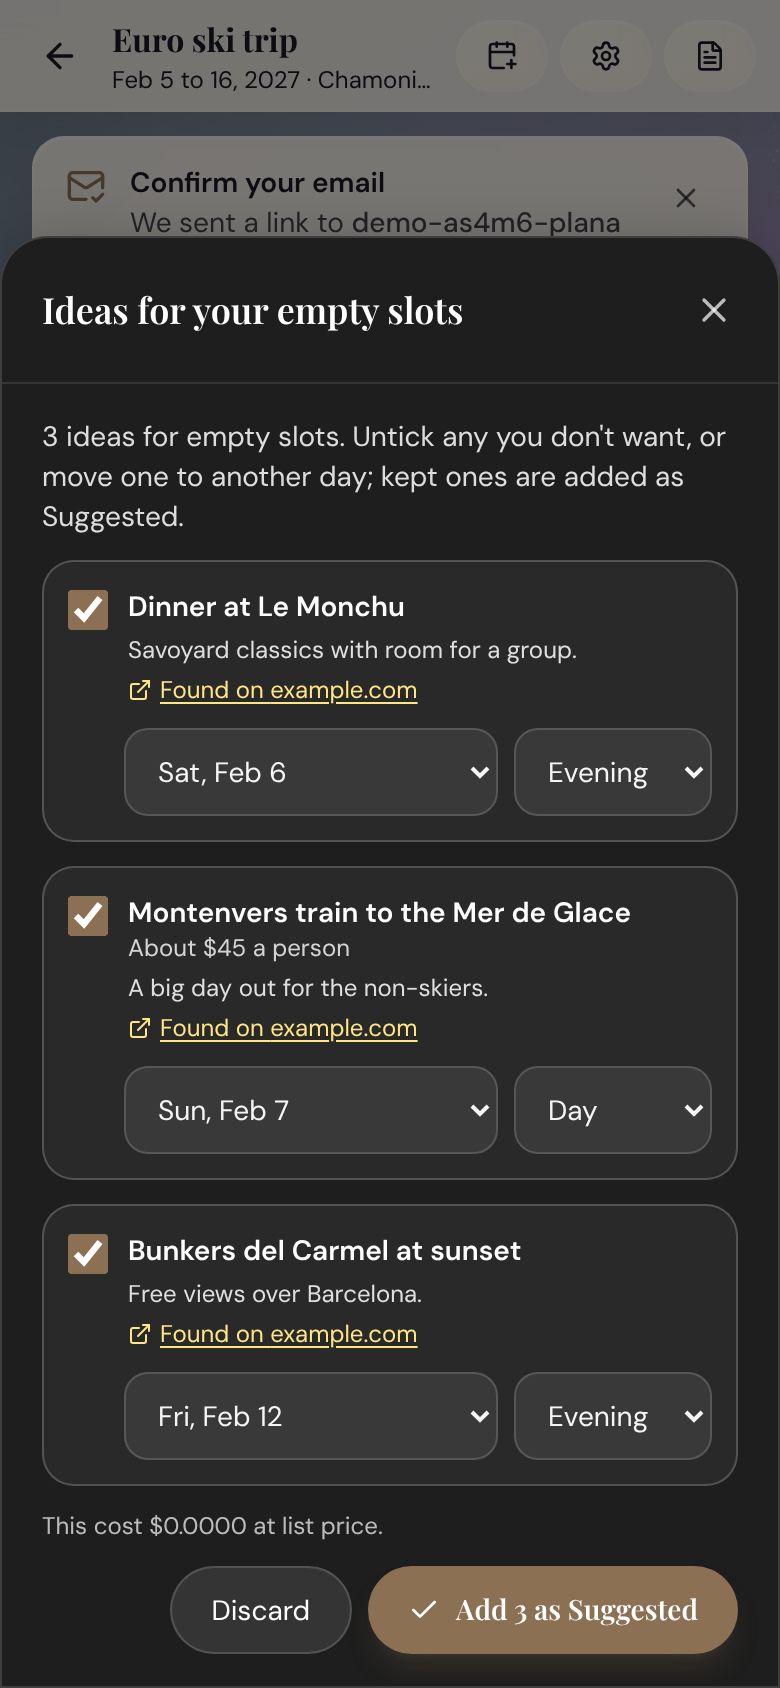 Euro ski trip
Feb 5 to 16, 2027 · Chamoni...
Confirm your email
We sent a link to demo-as4m6-plana
Ideas for your empty slots
3 ideas for empty slots. Untick any you don't want, or
move one to another day; kept ones are added as
Suggested.
Dinner at Le Monchu
Savoyard classics with room for a group.
Found on example.com
Sat, Feb 6
Evening
Montenvers train to the Mer de Glace
About $45 a person
A big day out for the non-skiers.
Found on example.com
Sun, Feb 7
Day
Bunkers del Carmel at sunset
Free views over Barcelona.
Found on example.com
Fri, Feb 12
Evening
This cost $0.0000 at list price.
Discard
Add 3 as Suggested